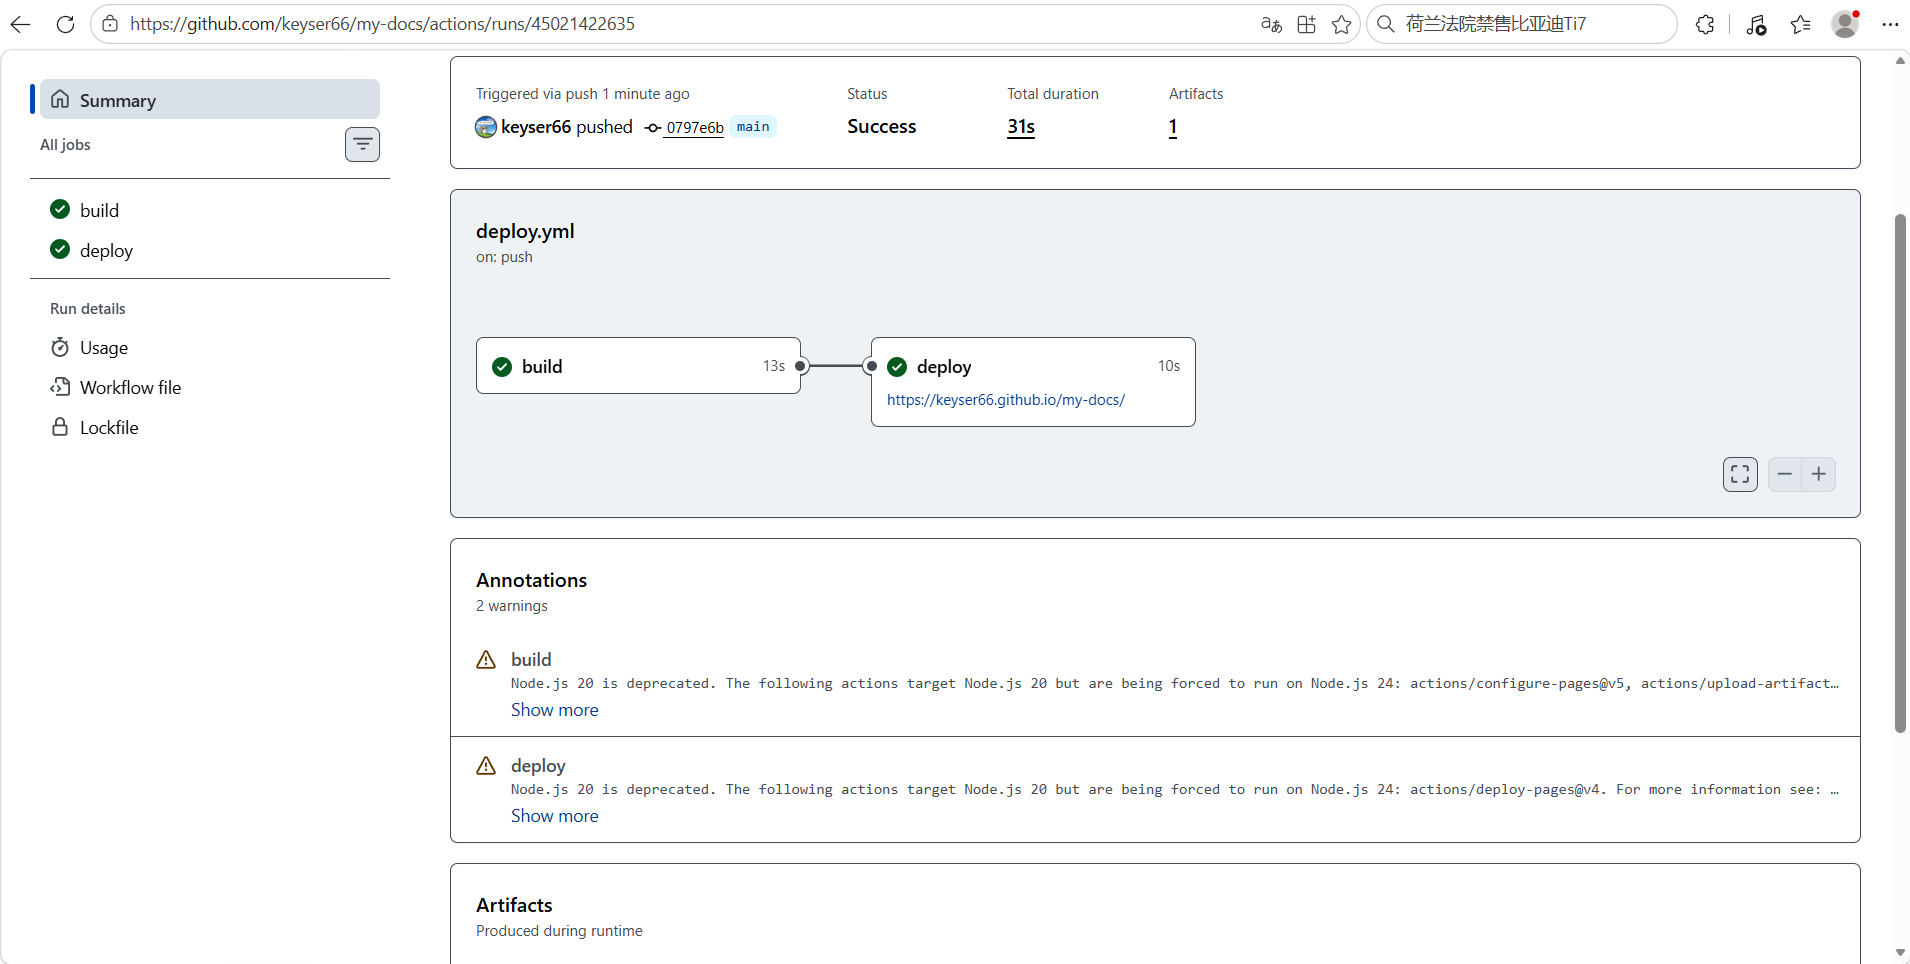 https://github.com/keyser66/my-docs/actions/runs/45021422635
荷兰法院禁售比亚迪Ti7
Summary
All jobs
build
deploy
Run details
Usage
Workflow file
Lockfile
Triggered via push 1 minute ago
keyser66 pushed 0797e6b main
Status
Success
Total duration
31s
Artifacts
1
deploy.yml
on: push
build 13s
deploy 10s
https://keyser66.github.io/my-docs/
Annotations
2 warnings
build
Node.js 20 is deprecated. The following actions target Node.js 20 but are being forced to run on Node.js 24: actions/configure-pages@v5, actions/upload-artifact…
Show more
deploy
Node.js 20 is deprecated. The following actions target Node.js 20 but are being forced to run on Node.js 24: actions/deploy-pages@v4. For more information see: …
Show more
Artifacts
Produced during runtime